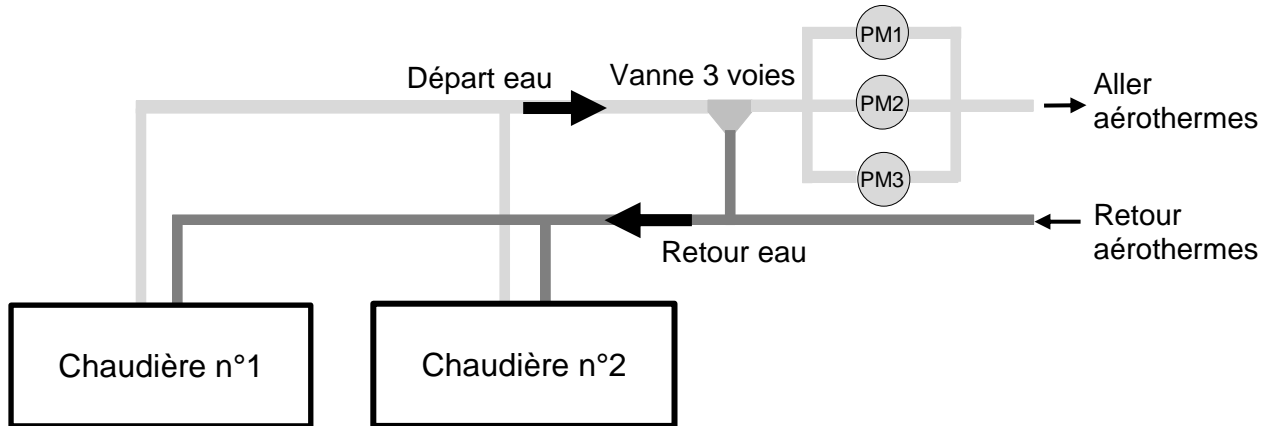 PM1
Départ eau
Vanne 3 voies
PM2
Aller
aérothermes
PM3
Retour
aérothermes
Retour eau
Chaudière n°1
Chaudière n°2